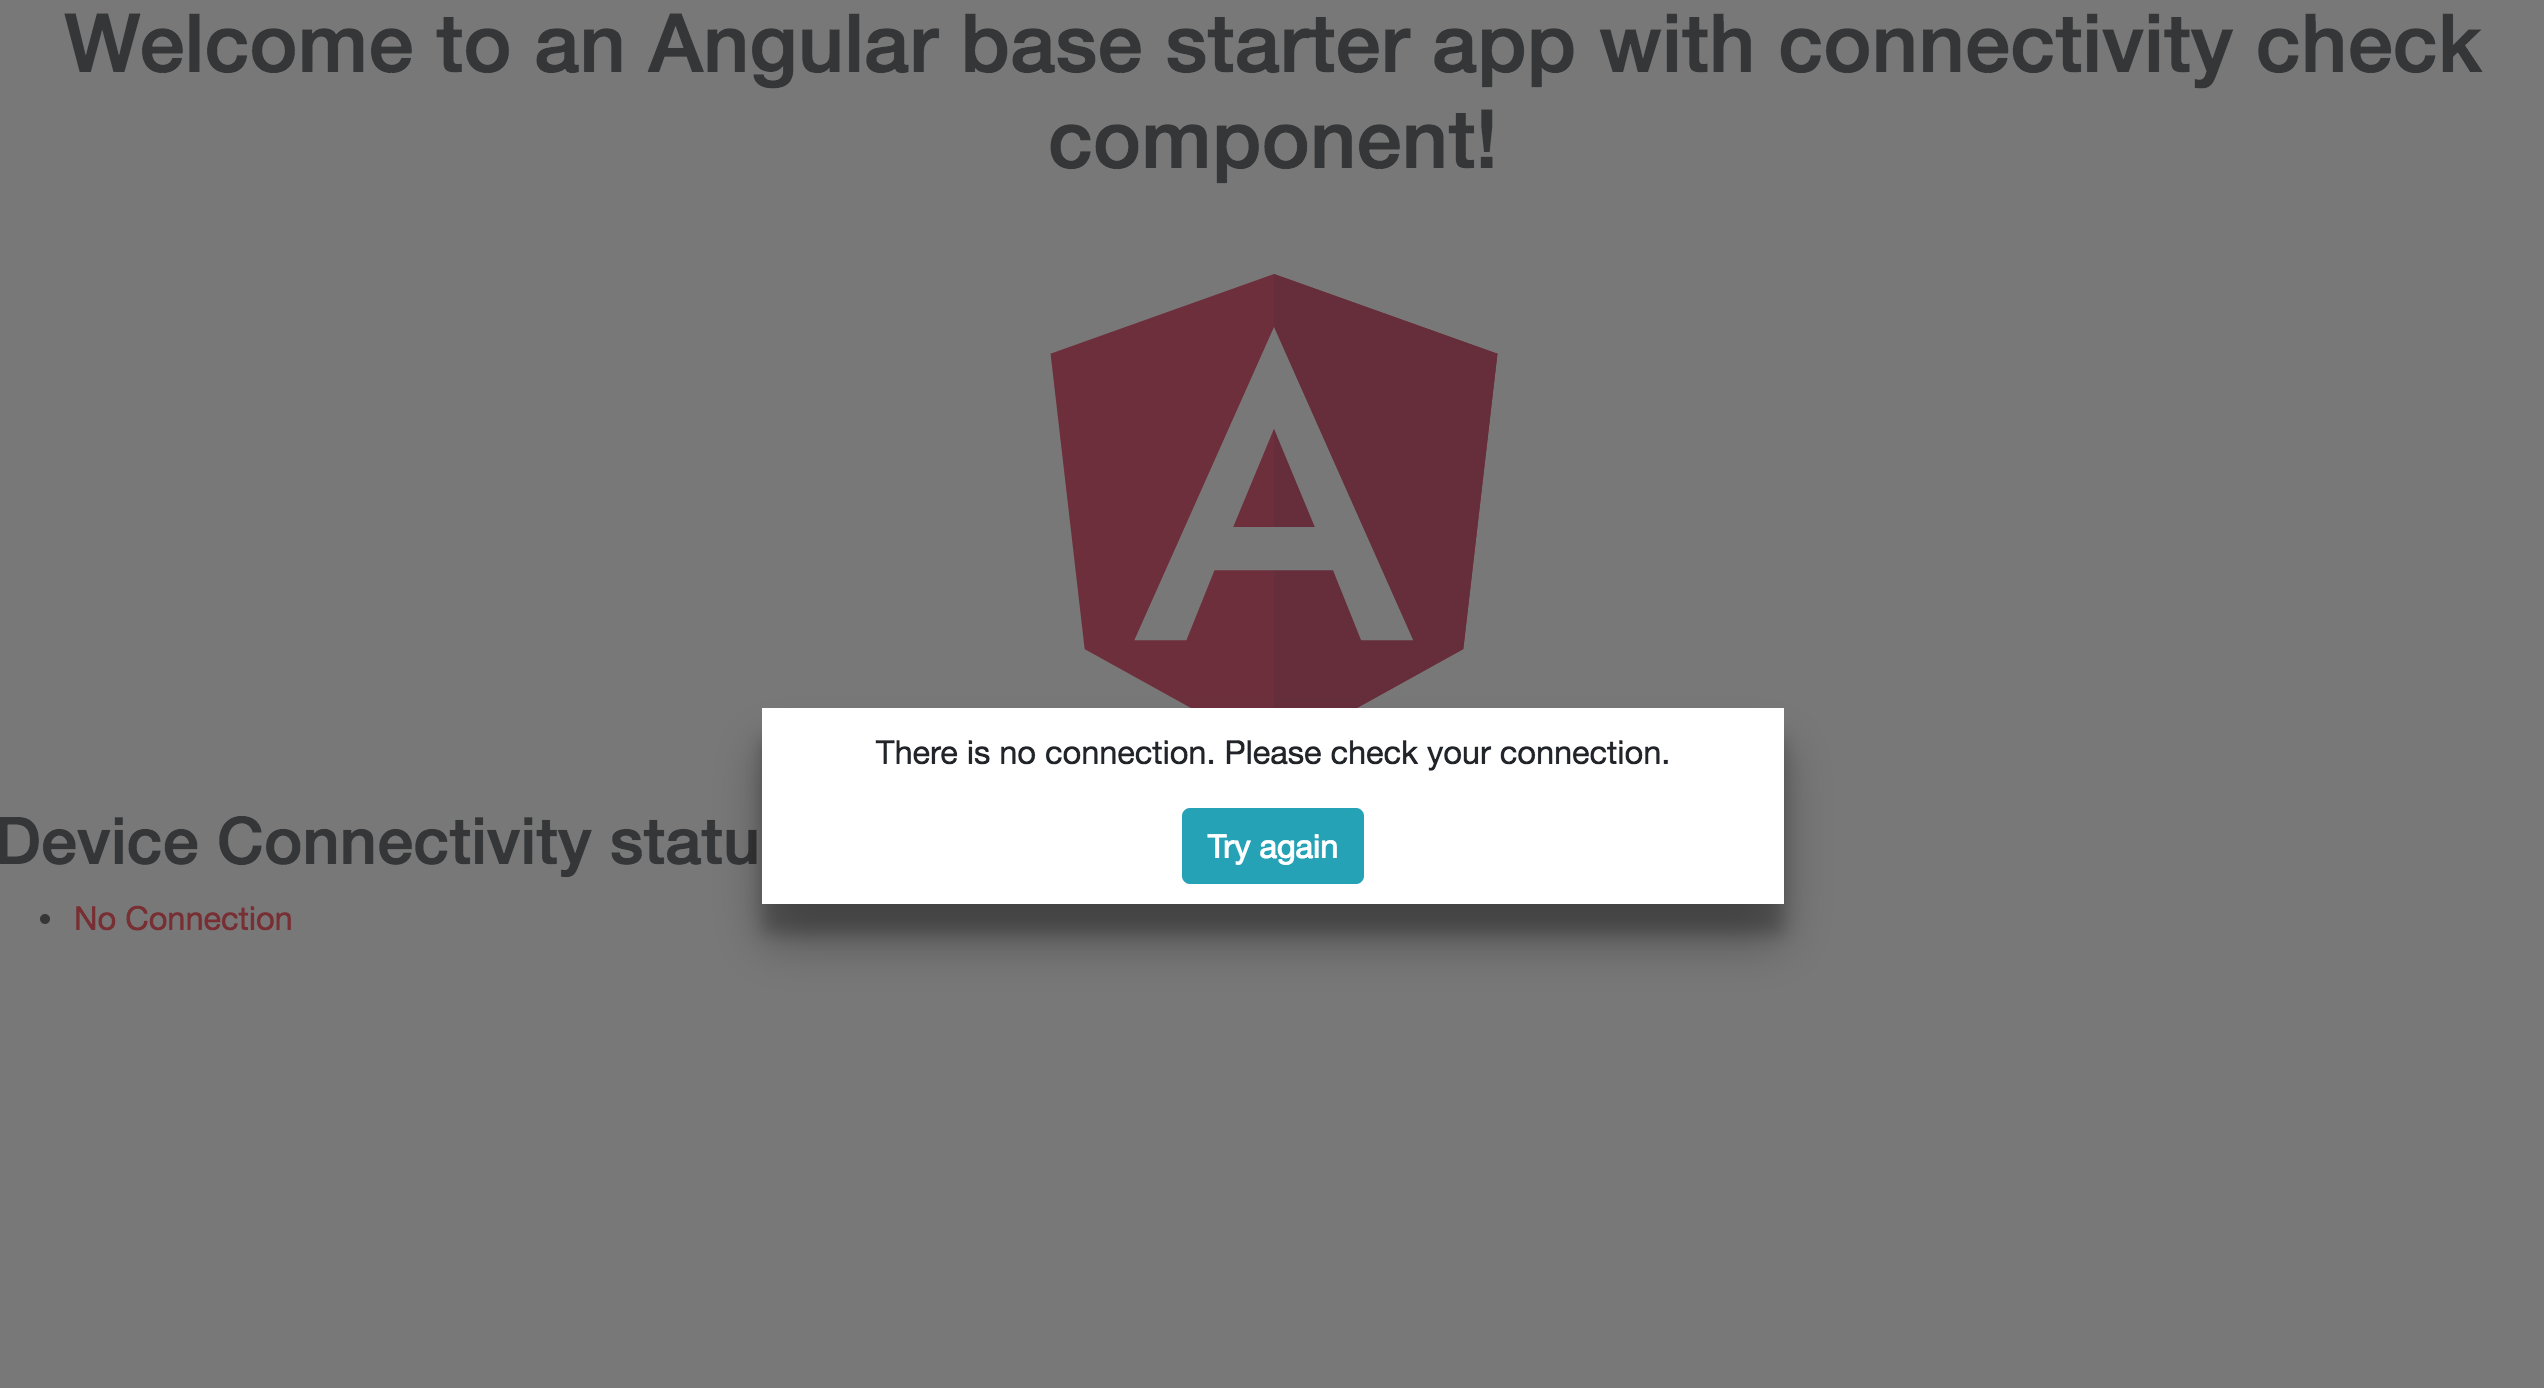 Welcome to an Angular base starter app with connectivity check
component!
A
There is no connection. Please check your connection.
Try again
Device Connectivity statu
No Connection